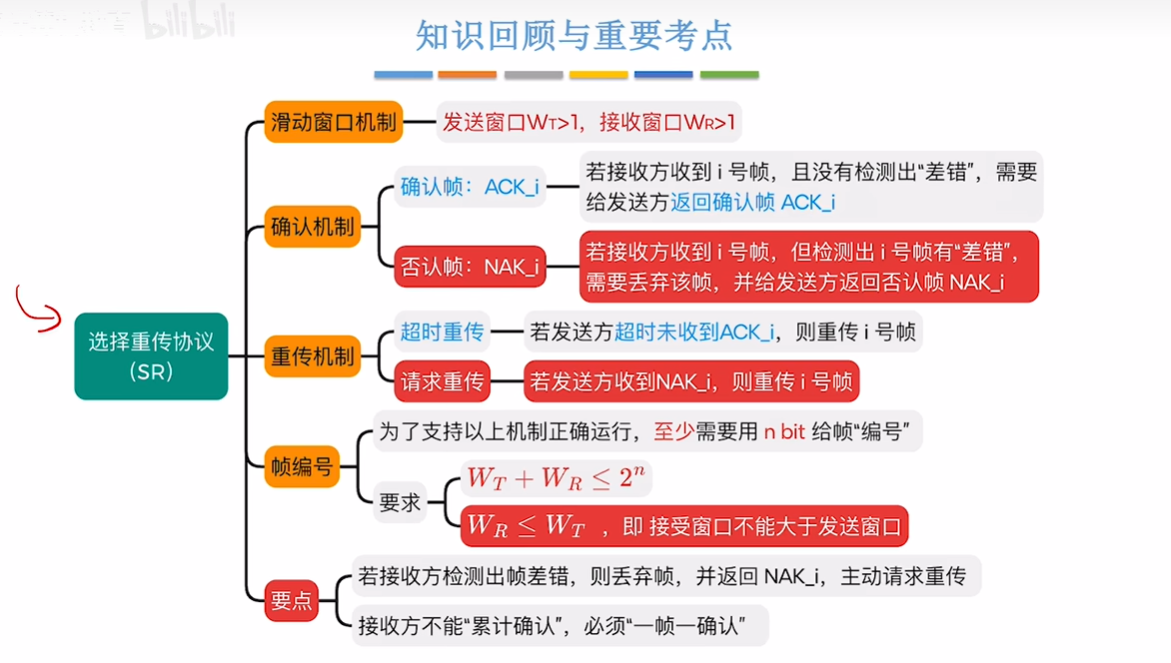 bilibili
知识回顾与重要考点
滑动窗口机制
发送窗口WT>1，接收窗口WR>1
确认机制
确认帧：ACK_i
若接收方收到 i 号帧，且没有检测出“差错”，需要
给发送方返回确认帧 ACK_i
否认帧：NAK_i
若接收方收到 i 号帧，但检测出 i 号帧有“差错”，
需要丢弃该帧，并给发送方返回否认帧 NAK_i
选择重传协议
（SR）
重传机制
超时重传
若发送方超时未收到ACK_i，则重传 i 号帧
请求重传
若发送方收到NAK_i，则重传 i 号帧
帧编号
为了支持以上机制正确运行，至少需要用 n bit 给帧“编号”
要求
W_T + W_R ≤ 2^n
W_R ≤ W_T ，即 接受窗口不能大于发送窗口
要点
若接收方检测出帧差错，则丢弃帧，并返回 NAK_i，主动请求重传
接收方不能“累计确认”，必须“一帧一确认”